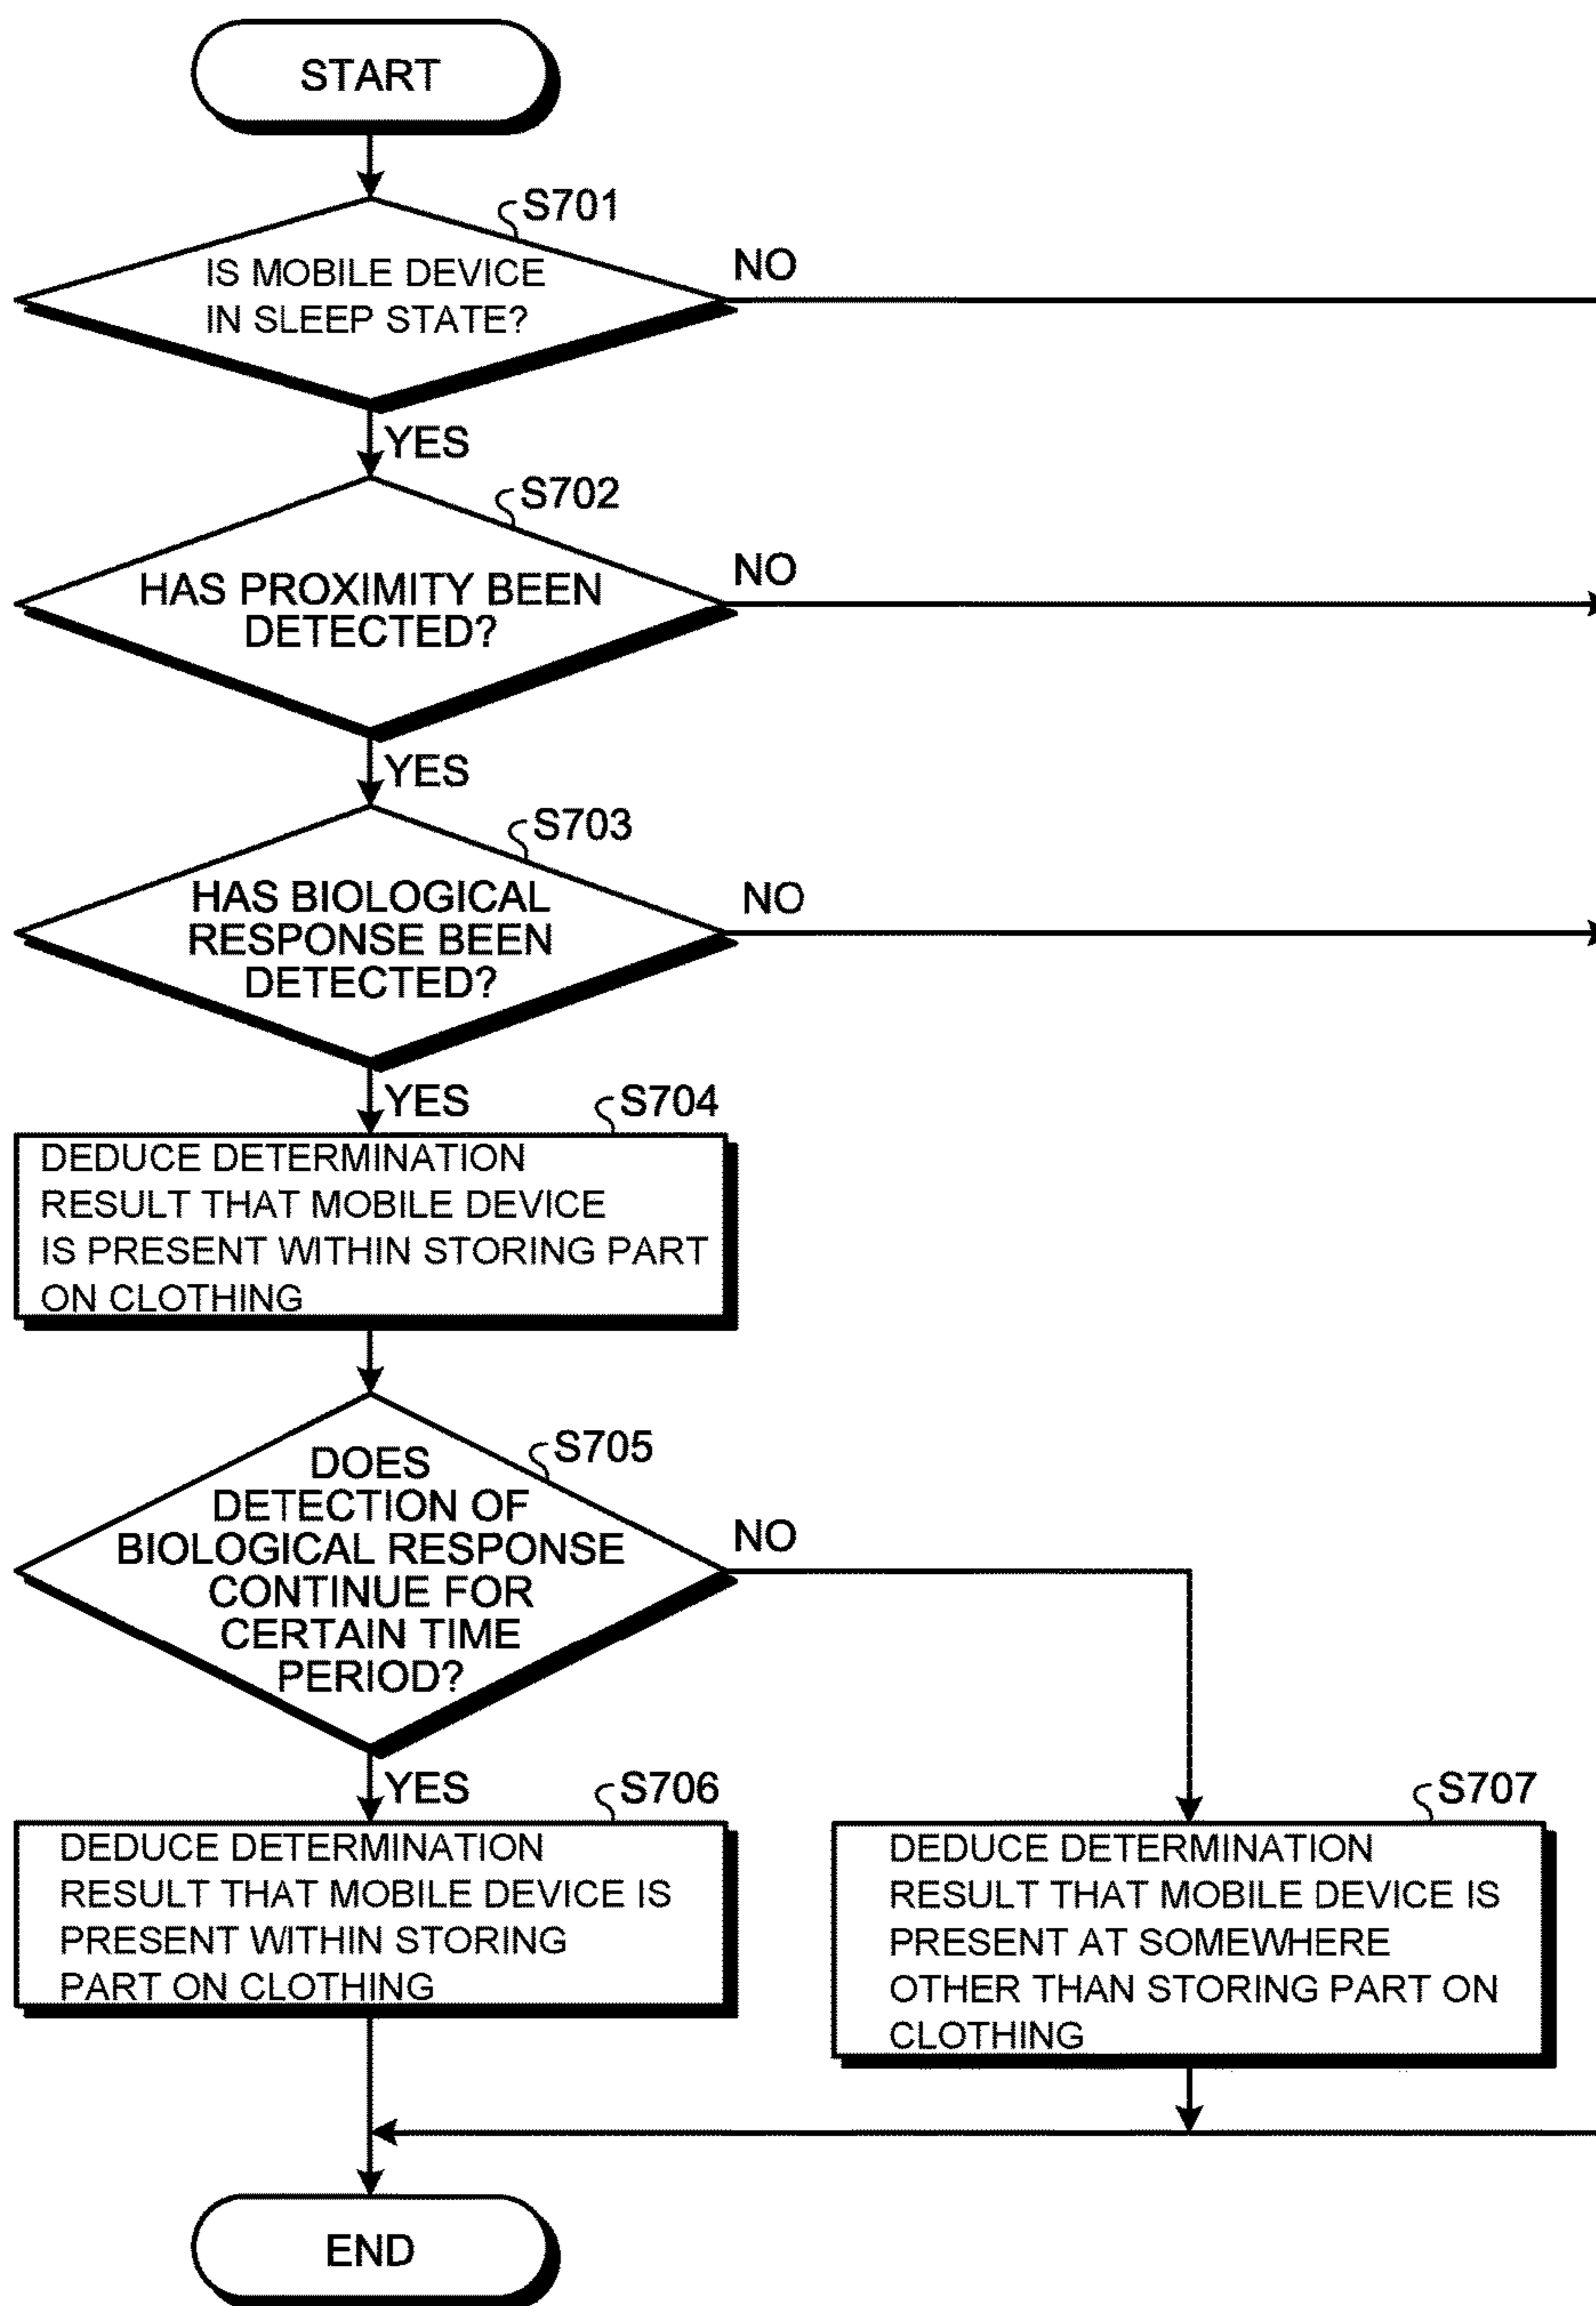 START
S701
IS MOBILE DEVICE
IN SLEEP STATE?
NO
YES
S702
HAS PROXIMITY BEEN
DETECTED?
NO
YES
S703
HAS BIOLOGICAL
RESPONSE BEEN
DETECTED?
NO
YES
S704
DEDUCE DETERMINATION
RESULT THAT MOBILE DEVICE
IS PRESENT WITHIN STORING PART
ON CLOTHING
S705
DOES
DETECTION OF
BIOLOGICAL RESPONSE
CONTINUE FOR
CERTAIN TIME
PERIOD?
NO
YES
S706
DEDUCE DETERMINATION
RESULT THAT MOBILE DEVICE IS
PRESENT WITHIN STORING
PART ON CLOTHING
S707
DEDUCE DETERMINATION
RESULT THAT MOBILE DEVICE IS
PRESENT AT SOMEWHERE
OTHER THAN STORING PART ON
CLOTHING
END